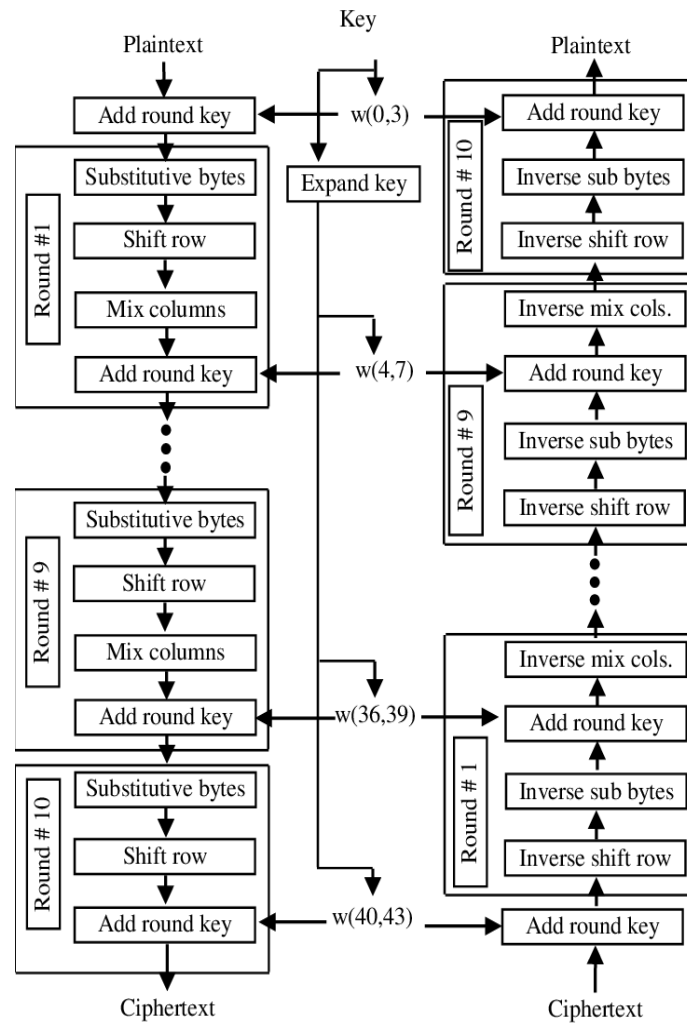 Key
Plaintext
Add round key
Round #1
Substitutive bytes
Shift row
Mix columns
Add round key
Round # 9
Substitutive bytes
Shift row
Mix columns
Add round key
Round # 10
Substitutive bytes
Shift row
Add round key
Ciphertext
w(0,3)
Expand key
w(4,7)
w(36,39)
w(40,43)
Plaintext
Round # 10
Add round key
Inverse sub bytes
Inverse shift row
Round # 9
Inverse mix cols.
Add round key
Inverse sub bytes
Inverse shift row
Round # 1
Inverse mix cols.
Add round key
Inverse sub bytes
Inverse shift row
Add round key
Ciphertext